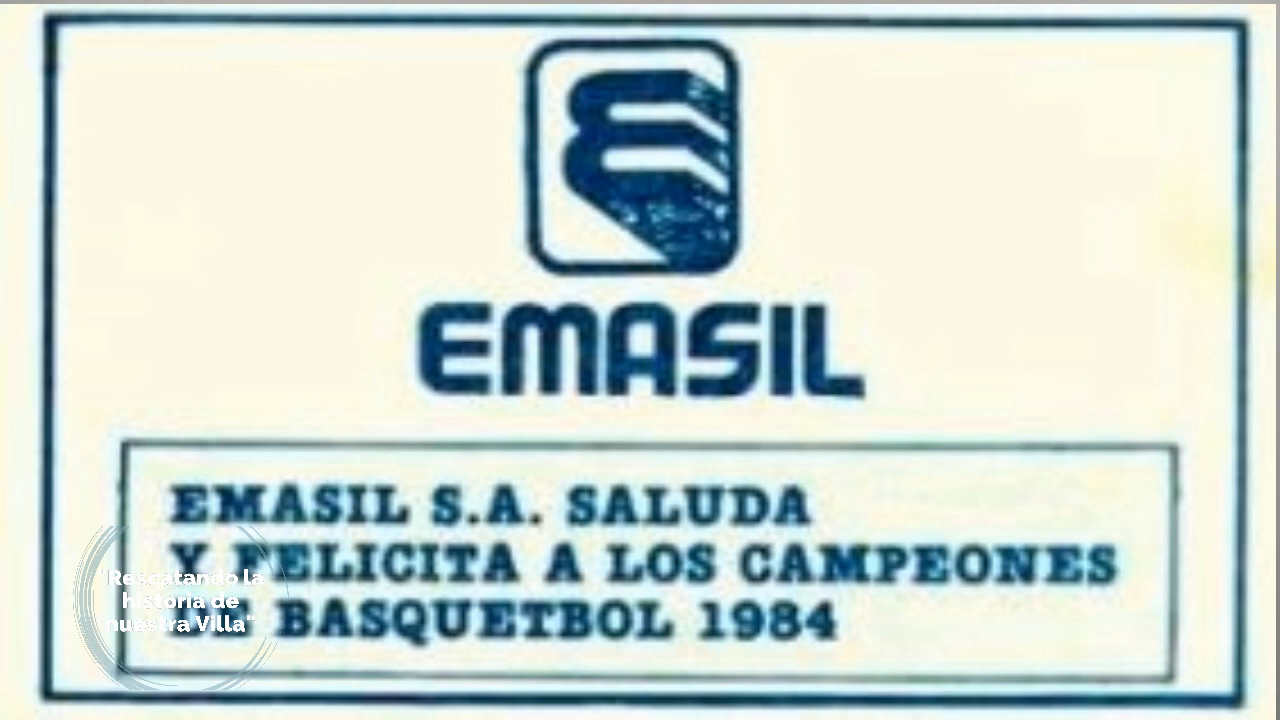 EMASIL
EMASIL S.A. SALUDA
Y FELICITA A LOS CAMPEONES
BASQUETBOL 1984
Rescatando la
historia de
nuestra Villa"